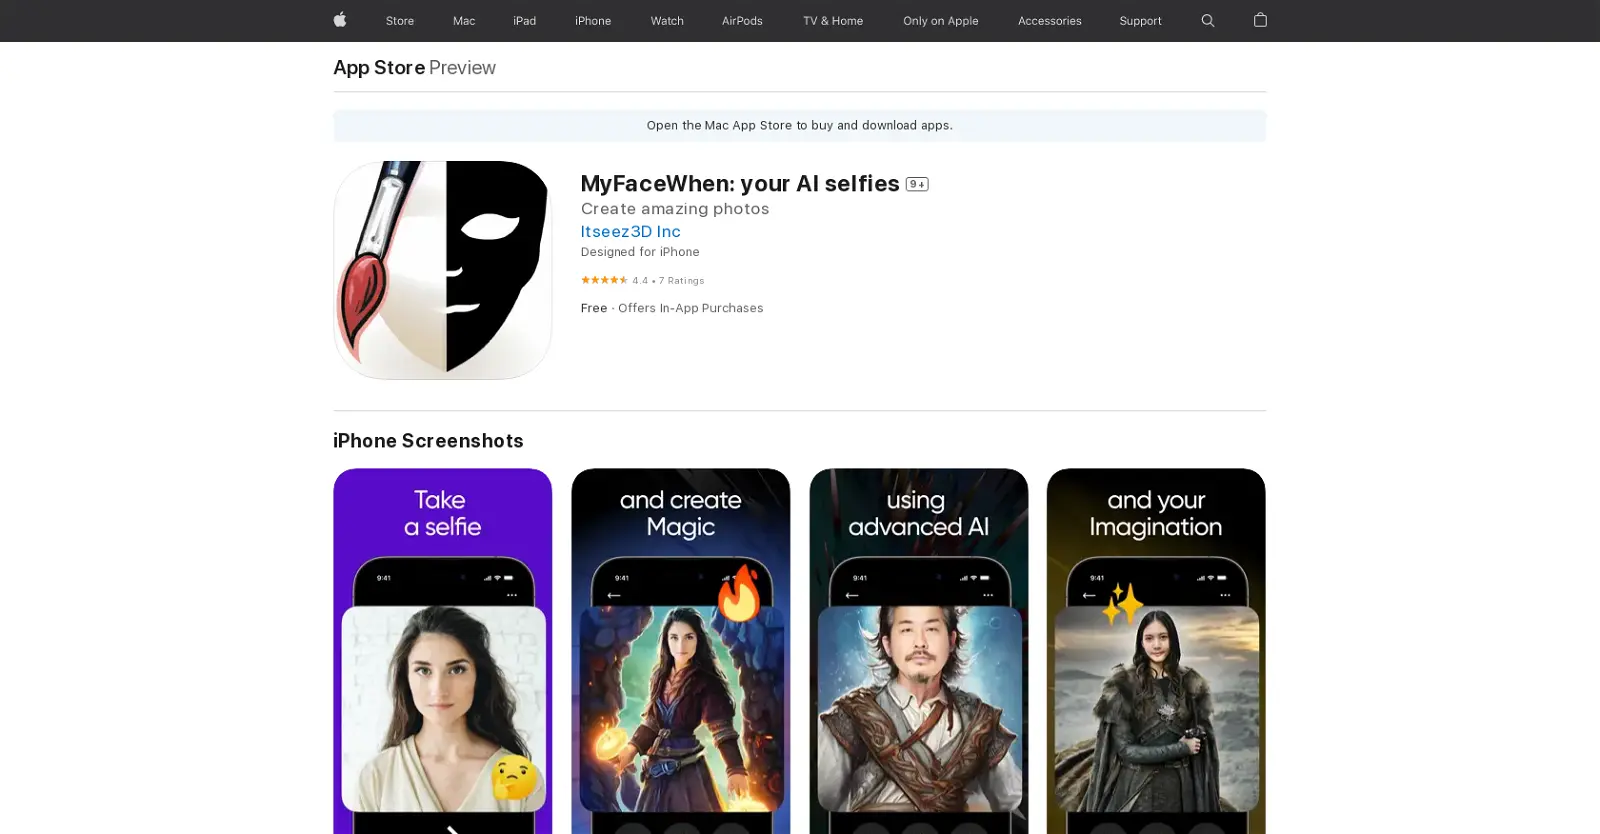 Store Mac iPad iPhone Watch AirPods TV & Home Only on Apple Accessories Support
App Store Preview
Open the Mac App Store to buy and download apps.
MyFaceWhen: your AI selfies 9+
Create amazing photos
Itseez3D Inc
Designed for iPhone
4.4 • 7 Ratings
Free · Offers In-App Purchases
iPhone Screenshots
Take
a selfie
9:41
and create
Magic
9:41
using
advanced AI
9:41
and your
Imagination
9:41